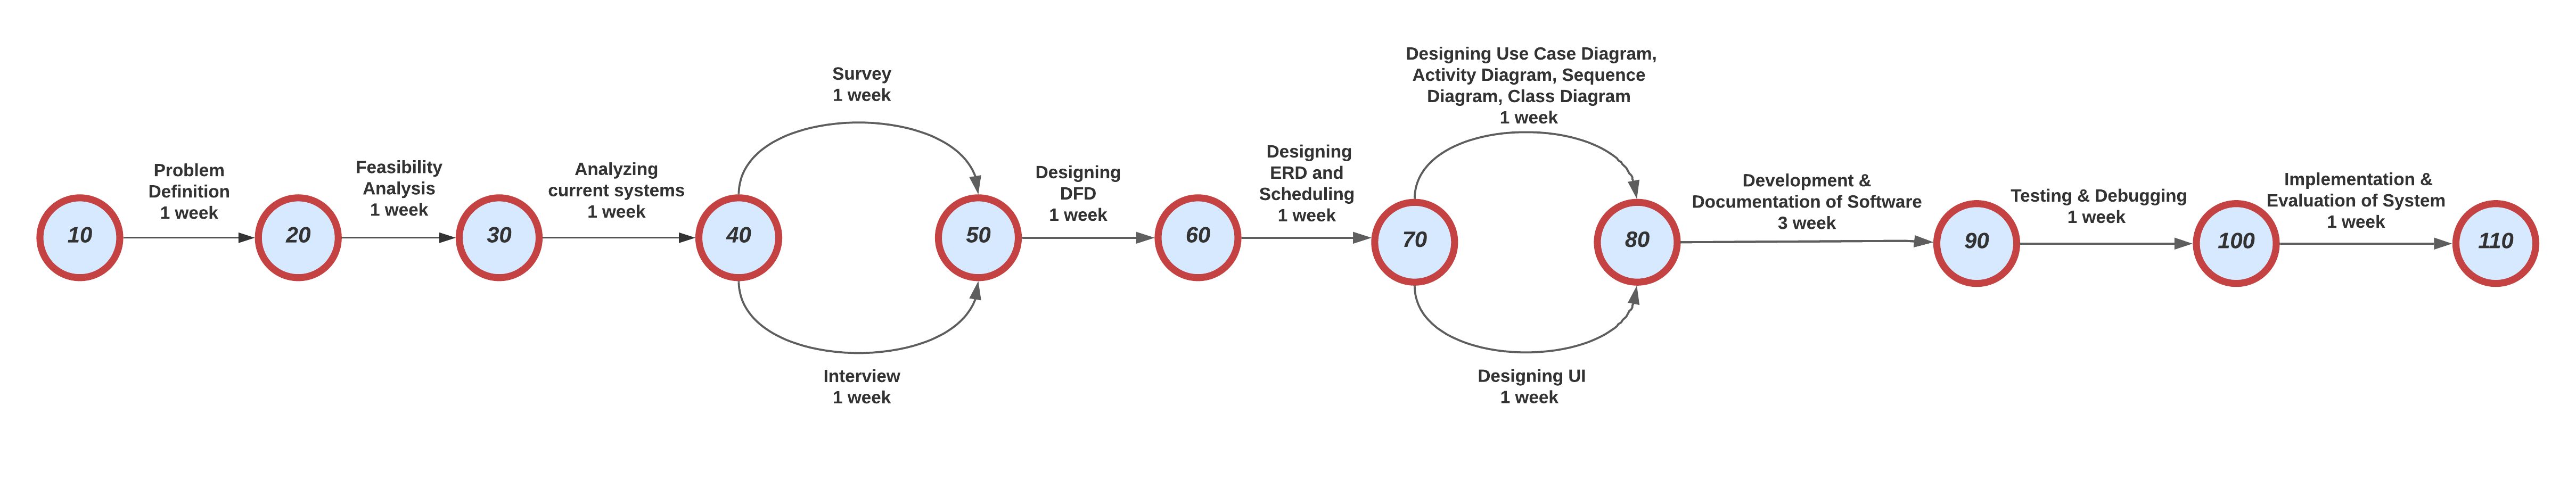 10
Problem
Definition
1 week
20
Feasibility
Analysis
1 week
30
Analyzing
current systems
1 week
40
Survey
1 week
Interview
1 week
50
Designing
DFD
1 week
60
Designing
ERD and
Scheduling
1 week
70
Designing Use Case Diagram,
Activity Diagram, Sequence
Diagram, Class Diagram
1 week
Designing UI
1 week
80
Development &
Documentation of Software
3 week
90
Testing & Debugging
1 week
100
Implementation &
Evaluation of System
1 week
110